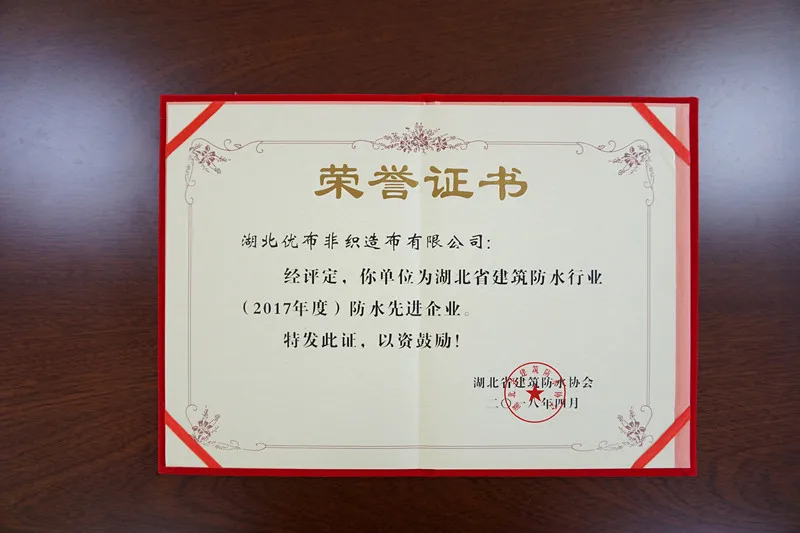 荣誉证书
湖北优布非织造布有限公司：
经评定，你单位为湖北省建筑防水行业
（2017年度）防水先进企业。
特发此证，以资鼓励！
湖北省建筑防水协会
二〇一八年四月